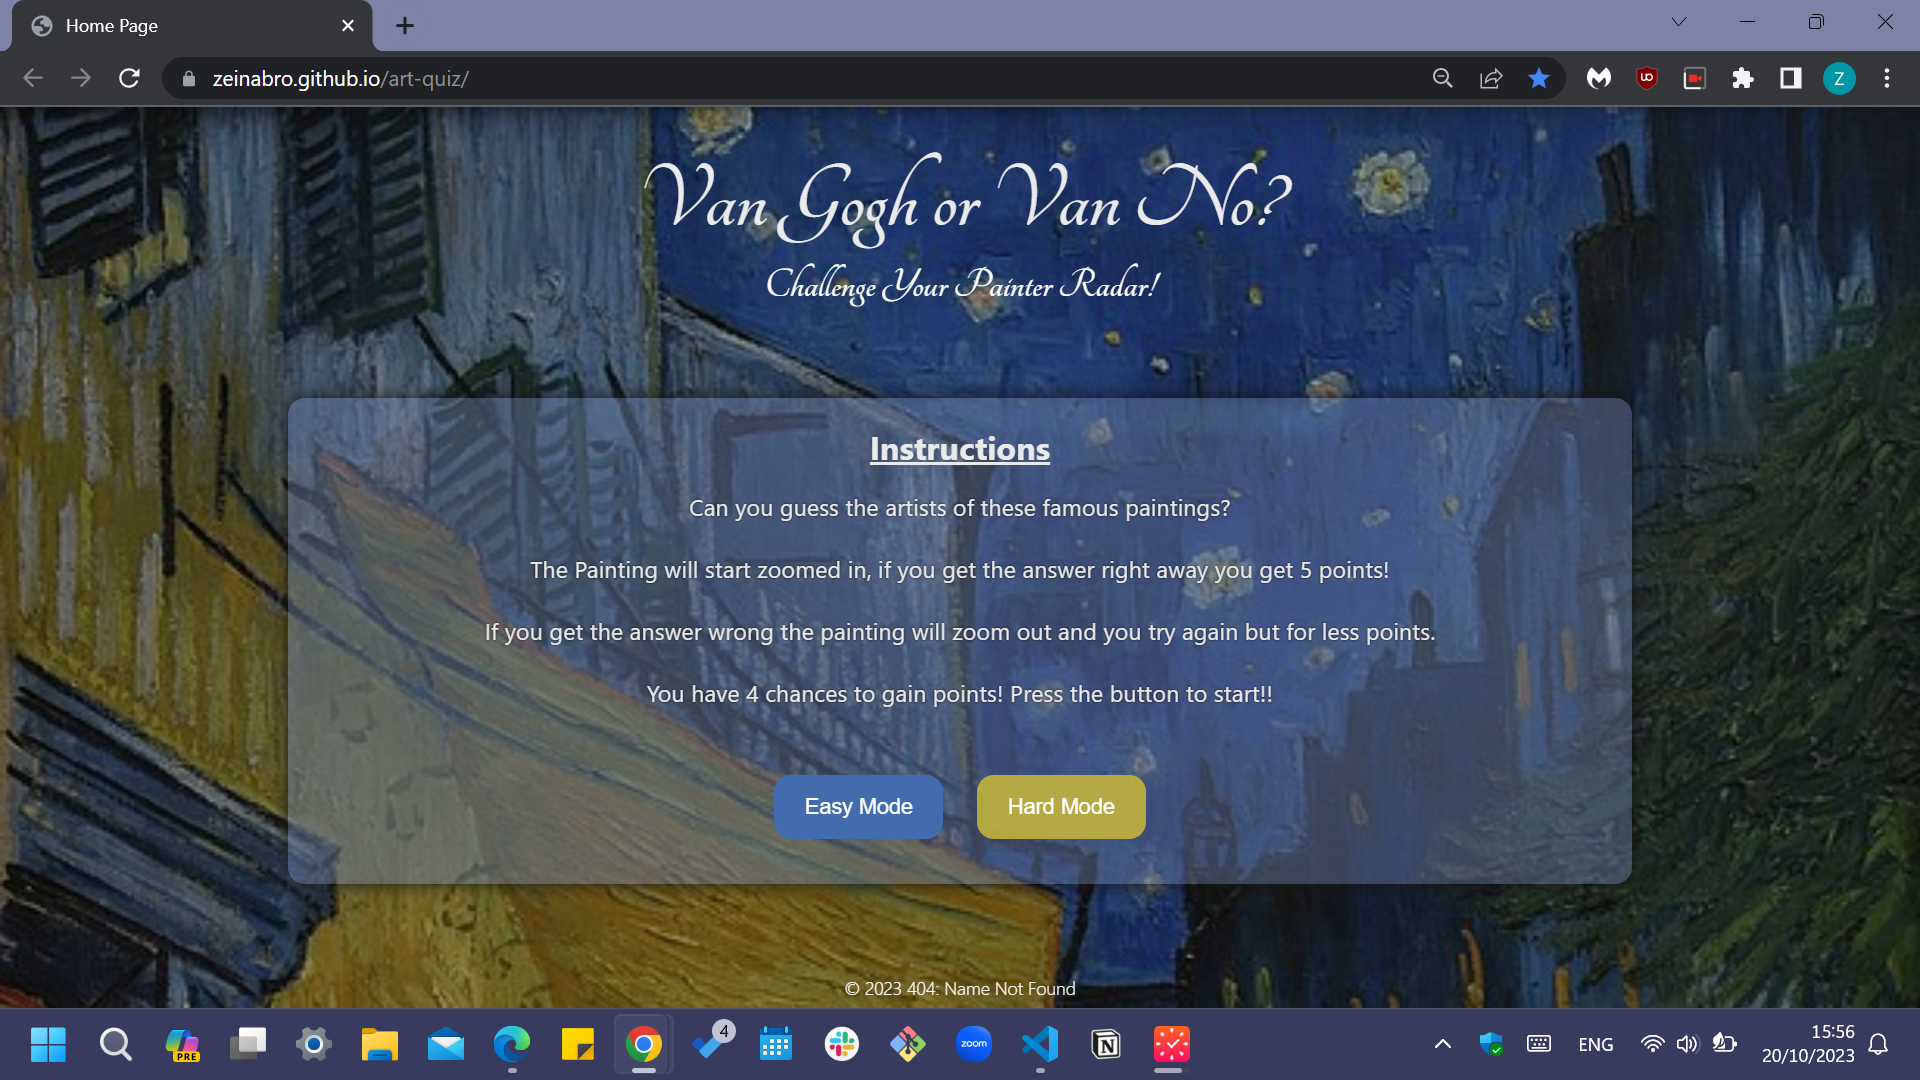 Home Page
zeinabro.github.io/art-quiz/
Z
Van Gogh or Van No?
Challenge Your Painter Radar!
Instructions
Can you guess the artists of these famous paintings?
The Painting will start zoomed in, if you get the answer right away you get 5 points!
If you get the answer wrong the painting will zoom out and you try again but for less points.
You have 4 chances to gain points! Press the button to start!!
Easy Mode Hard Mode
© 2023 404: Name Not Found
PRE
4
zoom
N
ENG
15:56
20/10/2023